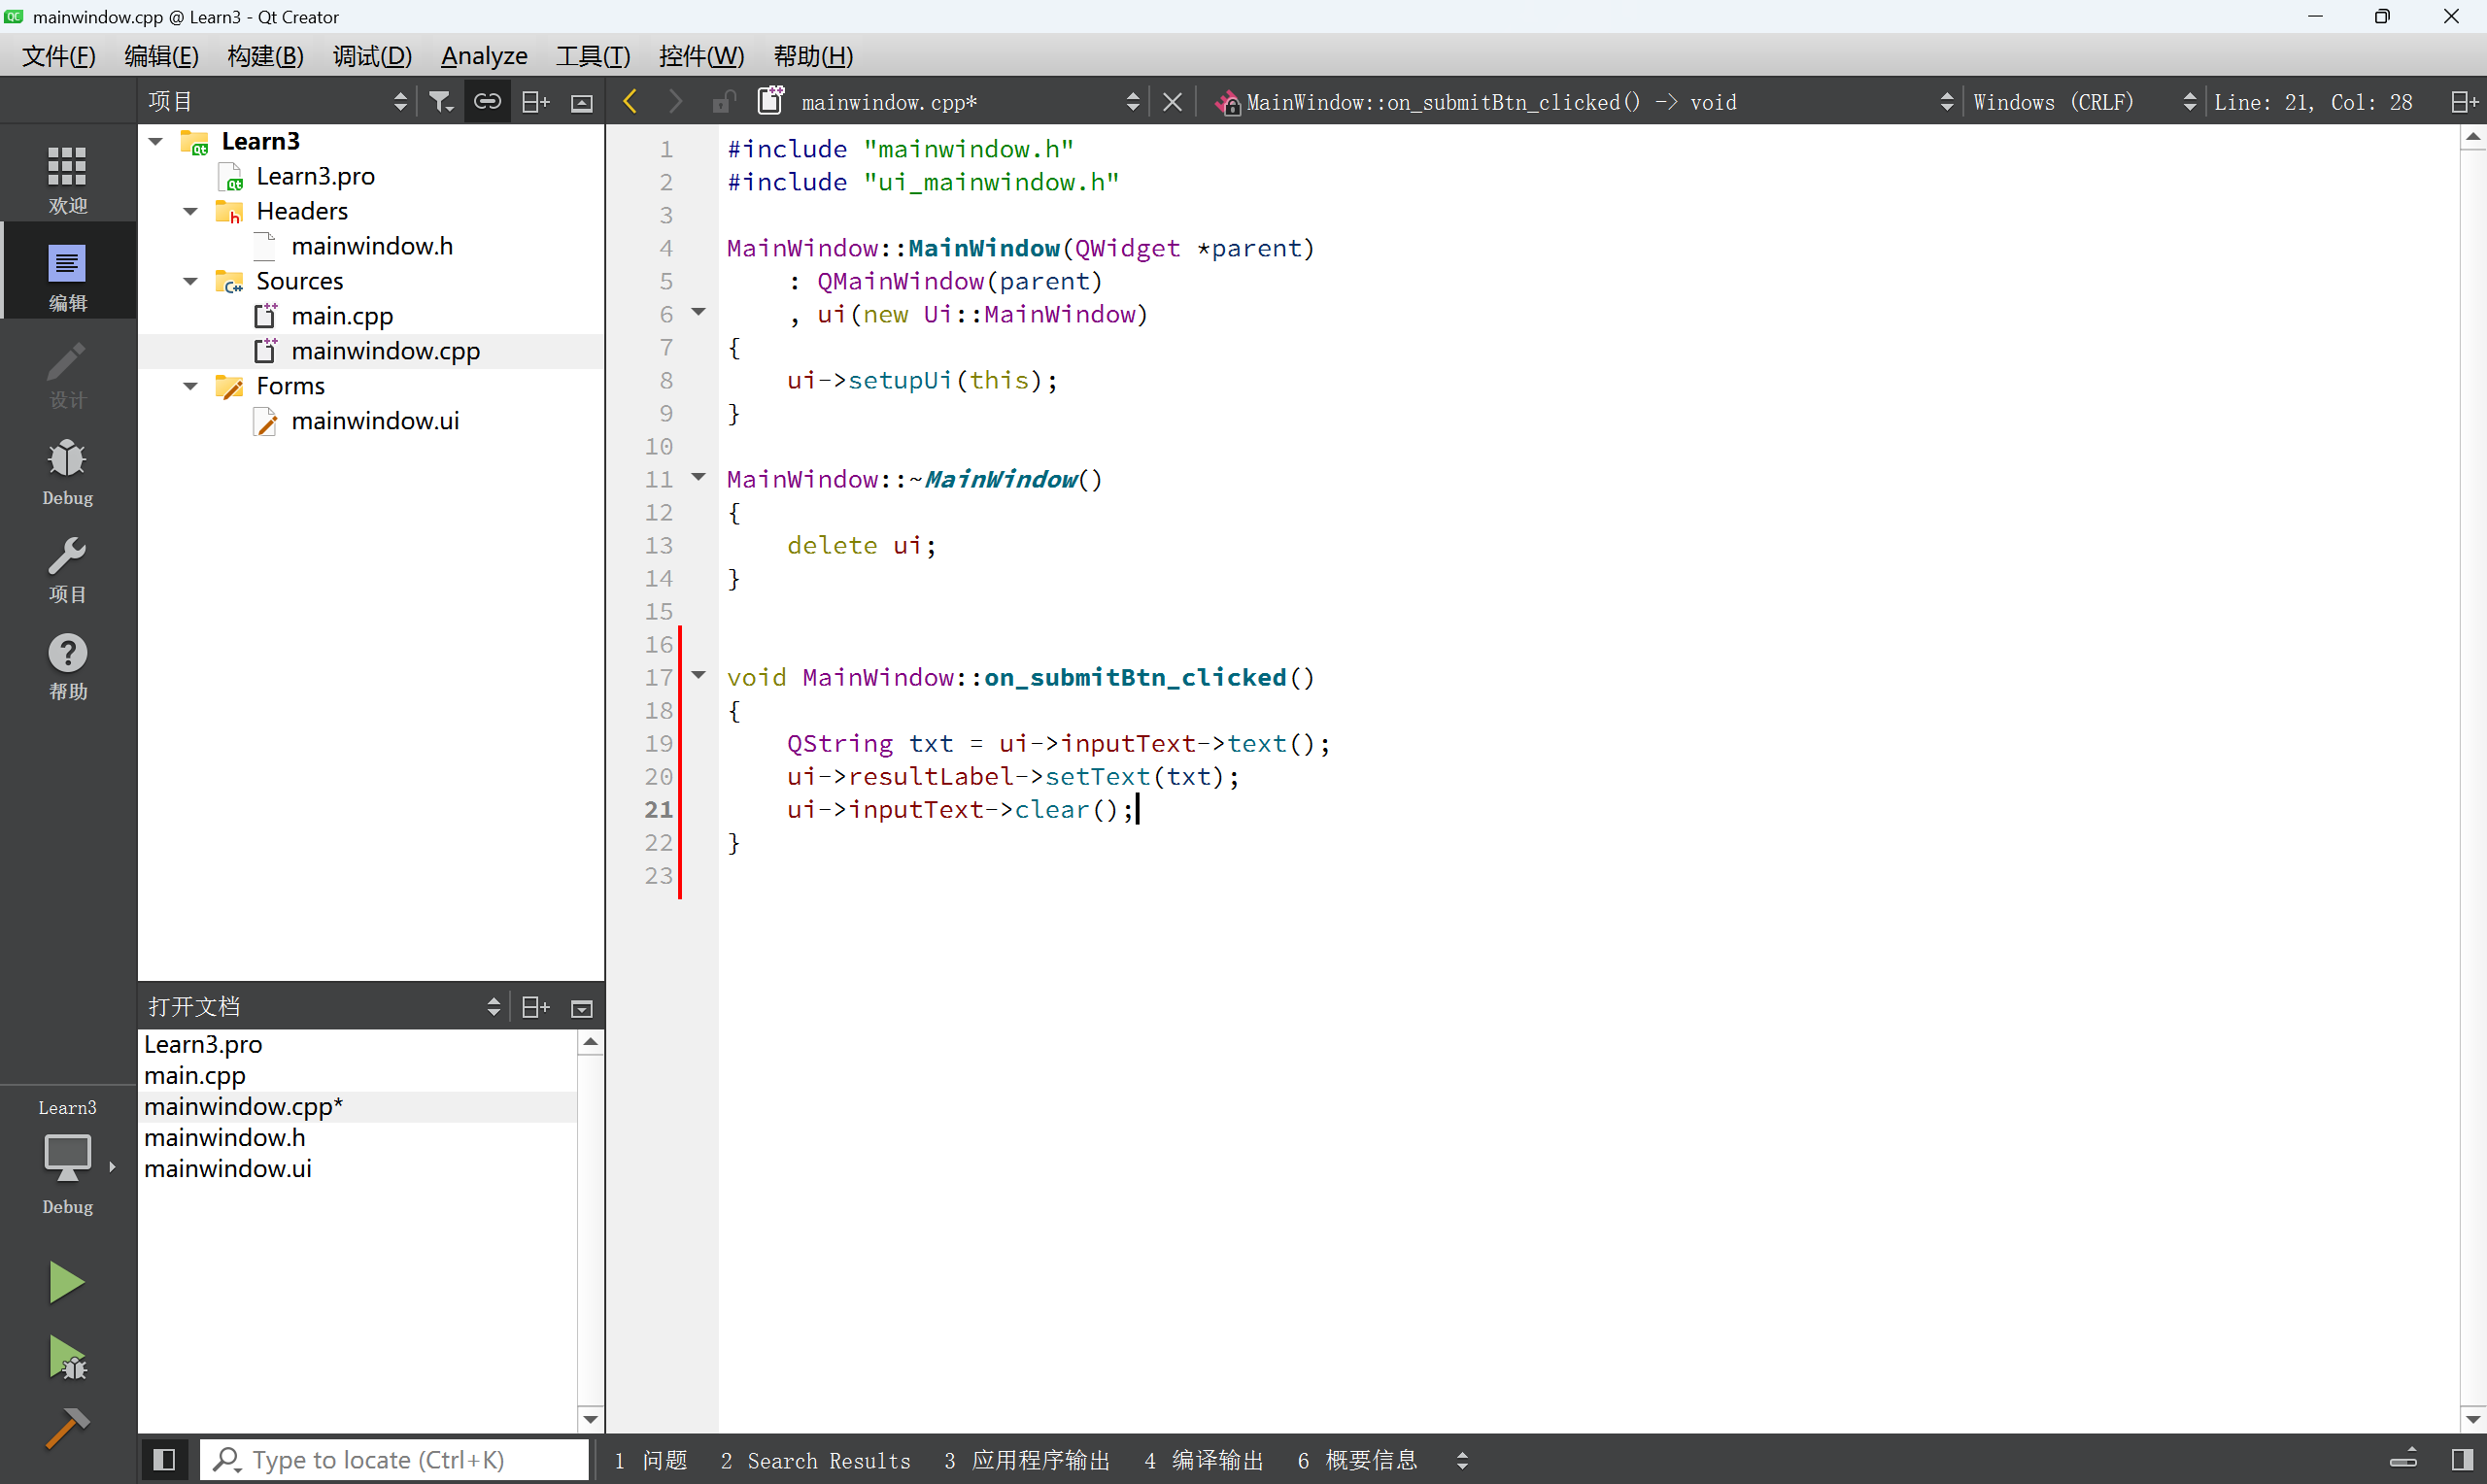 mainwindow.cpp @ Learn3 - Qt Creator
文件(F) 编辑(E) 构建(B) 调试(D) Analyze 工具(T) 控件(W) 帮助(H)
项目
mainwindow.cpp*
MainWindow::on_submitBtn_clicked() -> void
Windows (CRLF)
Line: 21, Col: 28
欢迎
编辑
设计
Debug
项目
帮助
Learn3
Debug
Learn3
Learn3.pro
Headers
mainwindow.h
Sources
main.cpp
mainwindow.cpp
Forms
mainwindow.ui
打开文档
Learn3.pro
main.cpp
mainwindow.cpp*
mainwindow.h
mainwindow.ui
1 #include "mainwindow.h"
2 #include "ui_mainwindow.h"
3
4 MainWindow::MainWindow(QWidget *parent)
5     : QMainWindow(parent)
6     , ui(new Ui::MainWindow)
7 {
8     ui->setupUi(this);
9 }
10
11 MainWindow::~MainWindow()
12 {
13     delete ui;
14 }
15
16
17 void MainWindow::on_submitBtn_clicked()
18 {
19     QString txt = ui->inputText->text();
20     ui->resultLabel->setText(txt);
21     ui->inputText->clear();
22 }
23
Type to locate (Ctrl+K)
1 问题 2 Search Results 3 应用程序输出 4 编译输出 6 概要信息